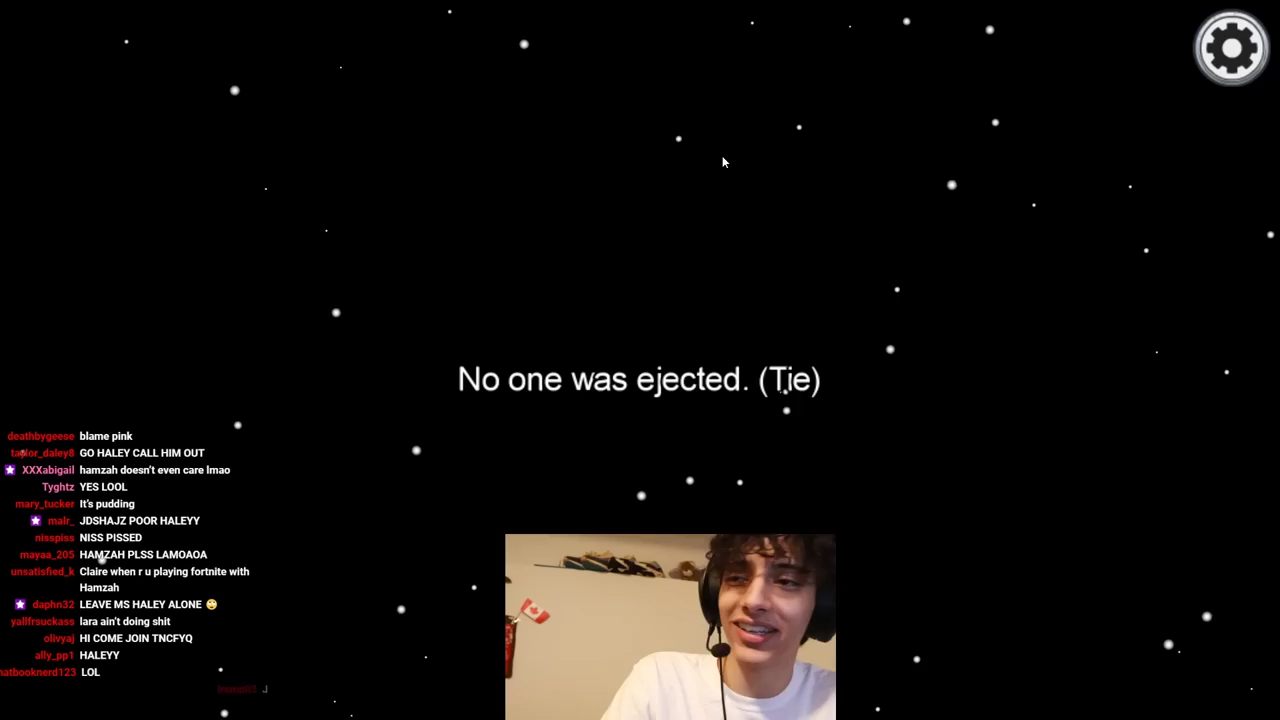 No one was ejected. (Tie)
deathbygeese blame pink
taylor_daley8 GO HALEY CALL HIM OUT
XXXabigail hamzah doesn't even care lmao
Tyghtz YES LOOL
mary_tucker It's pudding
malr_ JDSHAJZ POOR HALEYY
nisspiss NISS PISSED
mayaa_205 HAMZAH PLSS LAMOAOA
unsatisfied_k Claire when r u playing fortnite with
Hamzah
daphn32 LEAVE MS HALEY ALONE 🙄
yallfrsuckass lara ain't doing shit
olivyaj HI COME JOIN TNCFYQ
ally_pp1 HALEYY
hatbooknerd123 LOL